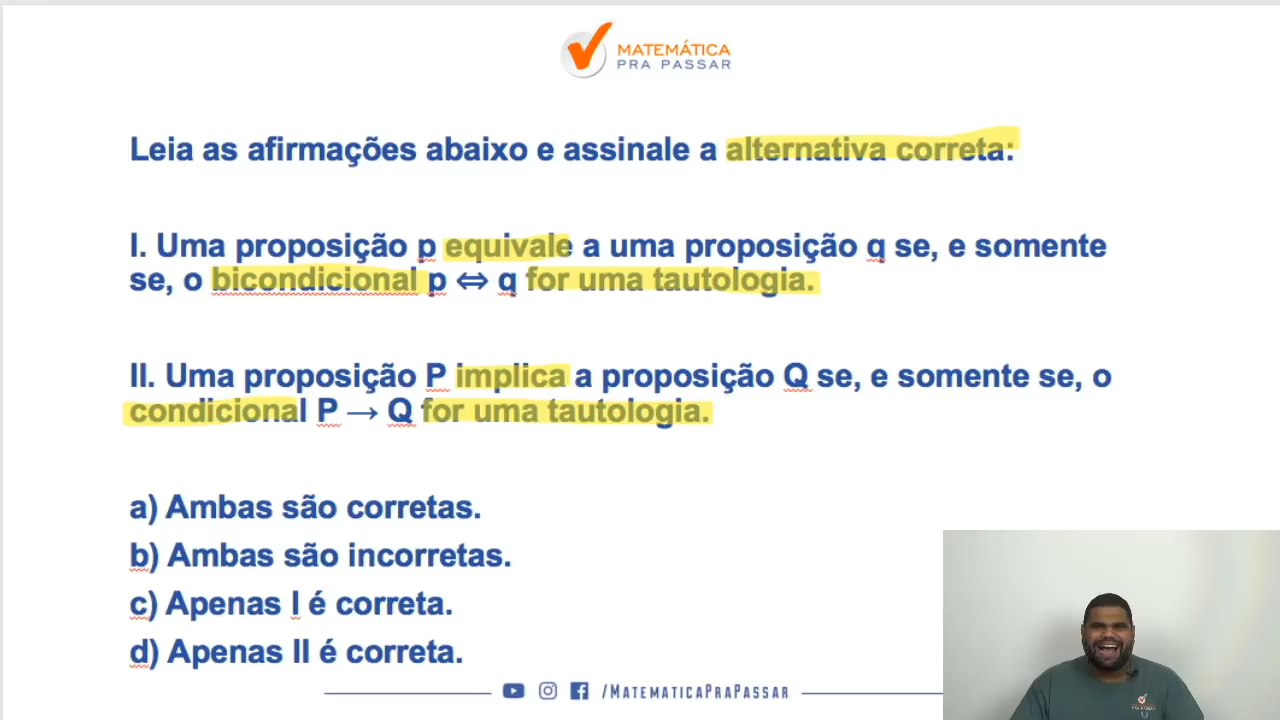 MATEMÁTICA
PRA PASSAR
Leia as afirmações abaixo e assinale a alternativa correta:
I. Uma proposição p equivale a uma proposição q se, e somente
se, o bicondicional p ⇔ q for uma tautologia.
II. Uma proposição P implica a proposição Q se, e somente se, o
condicional P → Q for uma tautologia.
a) Ambas são corretas.
b) Ambas são incorretas.
c) Apenas I é correta.
d) Apenas II é correta.
/MATEMATICAPRAPASSAR